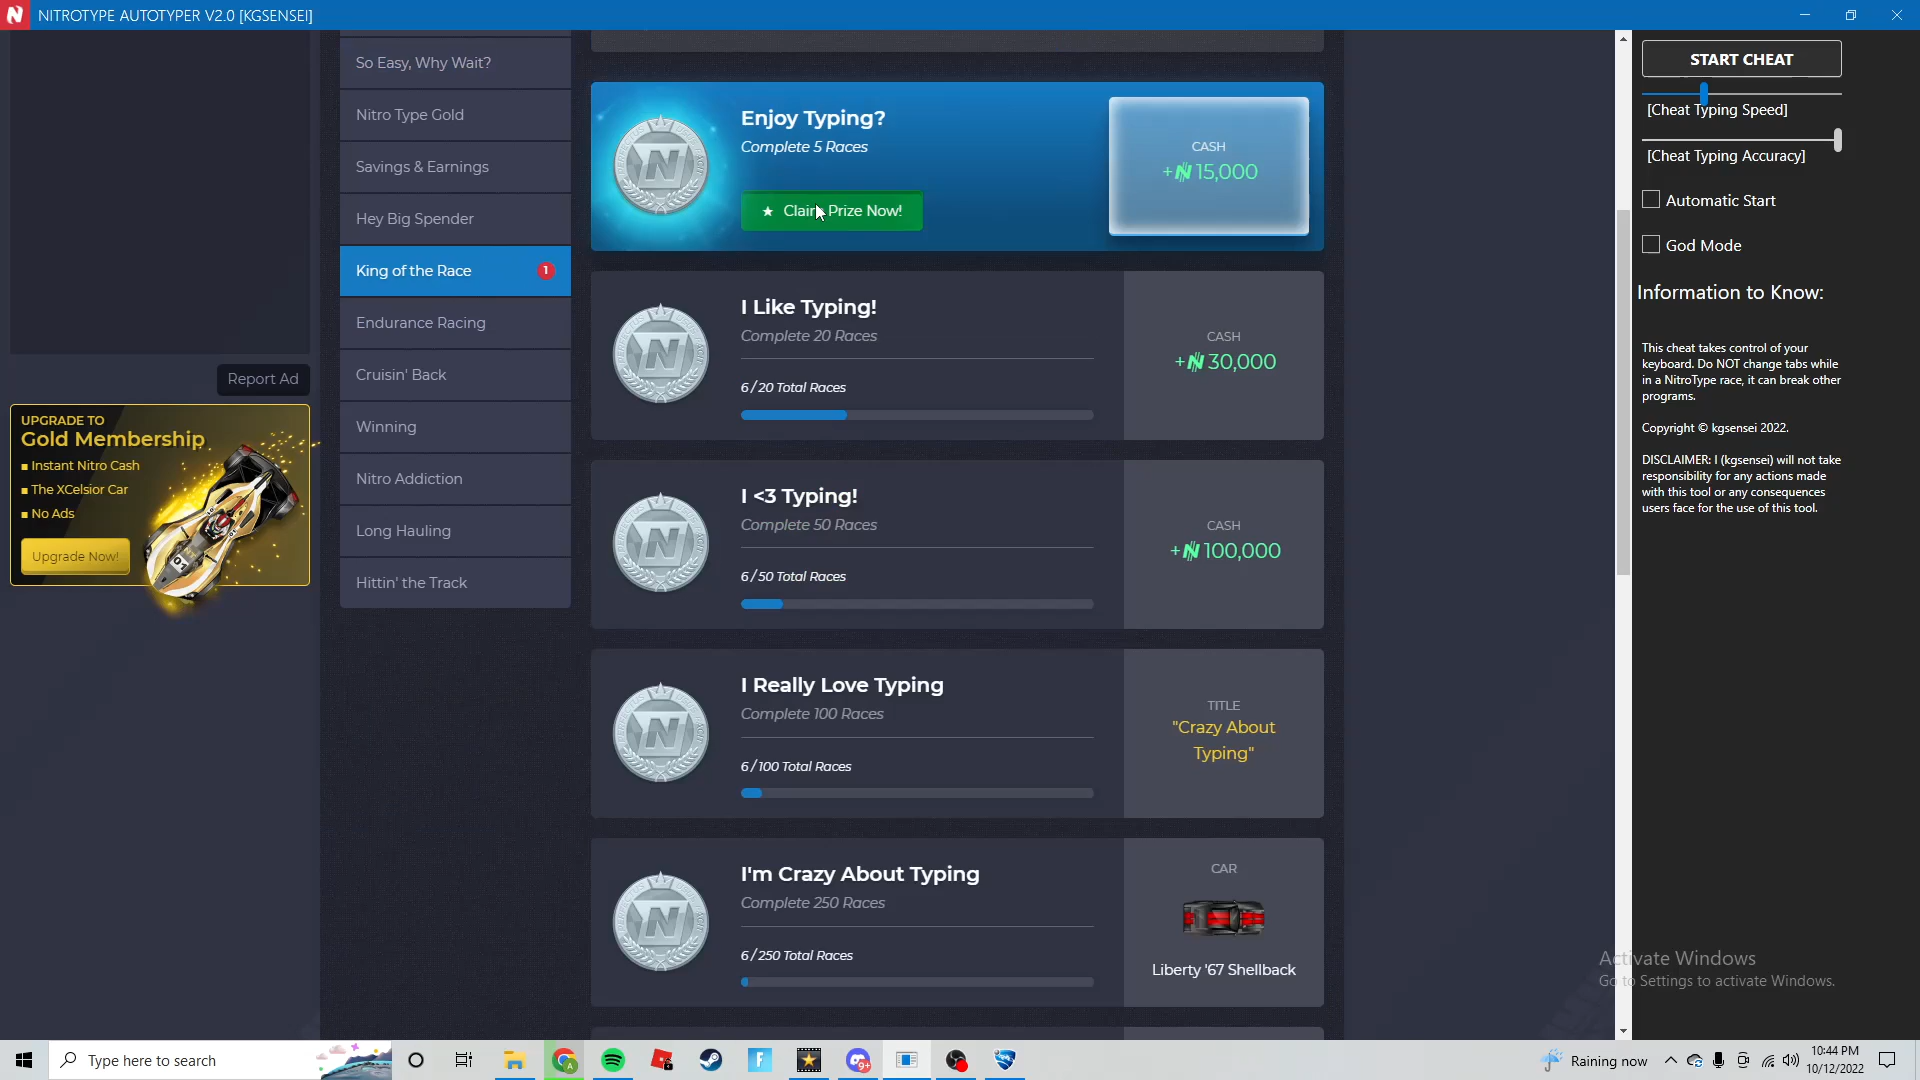 NITROTYPE AUTOTYPER V2.0 [KGSENSEI]
So Easy, Why Wait?
Nitro Type Gold
Savings & Earnings
Hey Big Spender
King of the Race
1
Endurance Racing
Cruisin' Back
Winning
Nitro Addiction
Long Hauling
Hittin' the Track
Report Ad
UPGRADE TO
Gold Membership
Instant Nitro Cash
The XCelsior Car
No Ads
Upgrade Now!
01
Enjoy Typing?
Complete 5 Races
★ Claim Prize Now!
CASH
+N 15,000
I Like Typing!
Complete 20 Races
6 / 20 Total Races
CASH
+N 30,000
I <3 Typing!
Complete 50 Races
6 / 50 Total Races
CASH
+N 100,000
I Really Love Typing
Complete 100 Races
6 / 100 Total Races
TITLE
"Crazy About
Typing"
I'm Crazy About Typing
Complete 250 Races
6 / 250 Total Races
CAR
Liberty '67 Shellback
START CHEAT
[Cheat Typing Speed]
[Cheat Typing Accuracy]
Automatic Start
God Mode
Information to Know:
This cheat takes control of your
keyboard. Do NOT change tabs while
in a NitroType race, it can break other
programs.
Copyright © kgsensei 2022.
DISCLAIMER: I (kgsensei) will not take
responsibility for any actions made
with this tool or any consequences
users face for the use of this tool.
Activate Windows
Go to Settings to activate Windows.
Type here to search
9+
Raining now
10:44 PM
10/12/2022